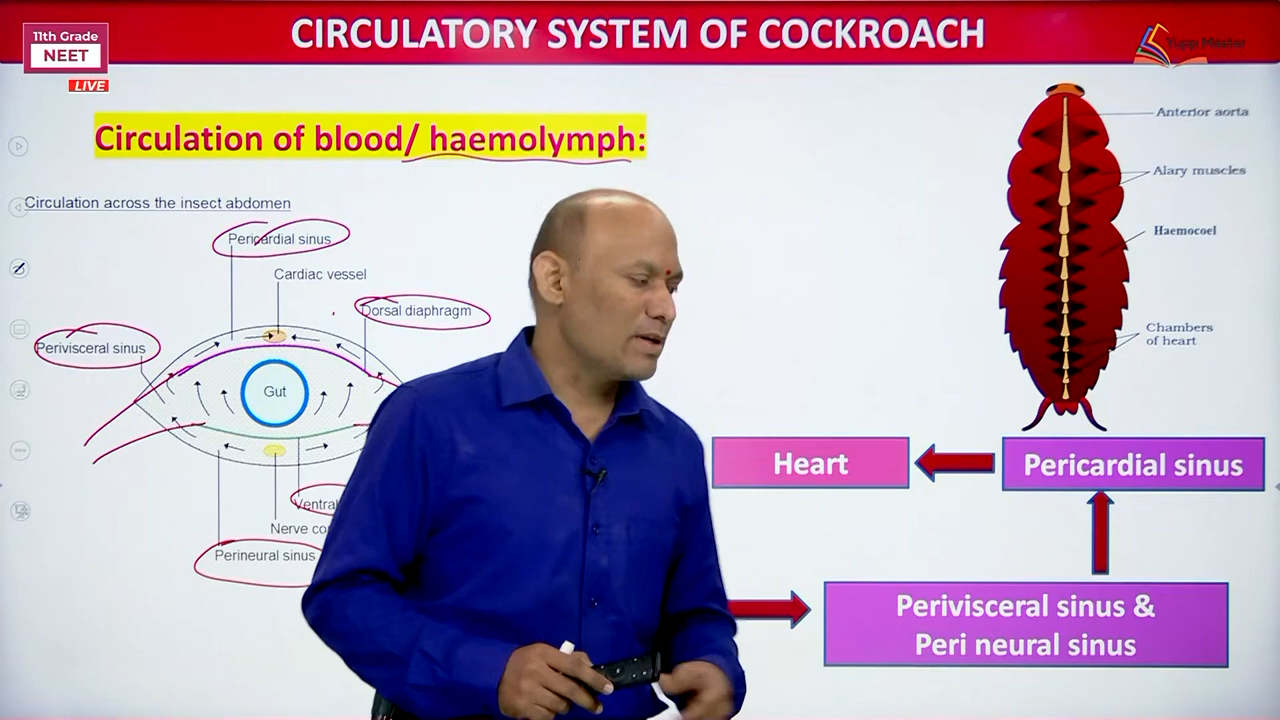 CIRCULATORY SYSTEM OF COCKROACH
11th Grade
NEET
LIVE
Yupp Master
Circulation of blood/ haemolymph:
Circulation across the insect abdomen
Pericardial sinus
Cardiac vessel
Dorsal diaphragm
Perivisceral sinus
Gut
Ventral
Nerve
Perineural sinus
Anterior aorta
Alary muscles
Haemocoel
Chambers
of heart
Heart
Pericardial sinus
Perivisceral sinus &
Peri neural sinus